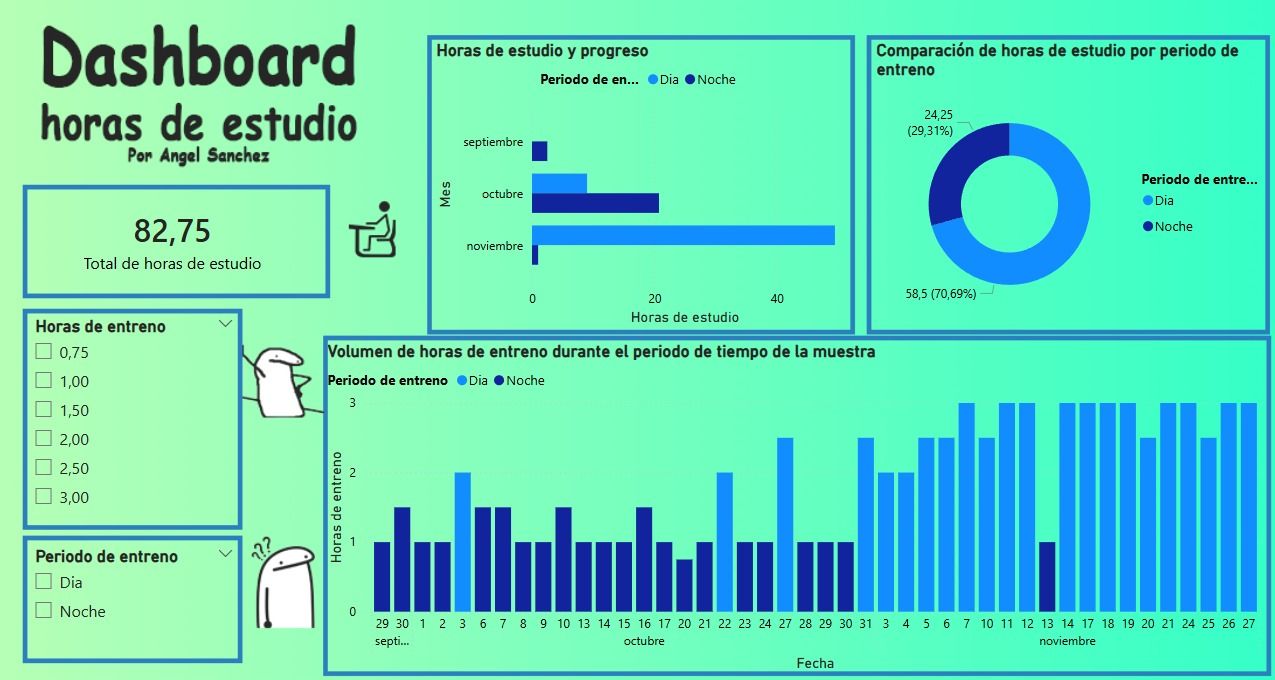 Dashboard
horas de estudio
Por Angel Sanchez
82,75
Total de horas de estudio
Horas de entreno
0,75
1,00
1,50
2,00
2,50
3,00
Periodo de entreno
Dia
Noche
???
Horas de estudio y progreso
Periodo de en... Dia Noche
septiembre
octubre
noviembre
Mes
0 20 40
Horas de estudio
Comparación de horas de estudio por periodo de
entreno
24,25
(29,31%)
58,5 (70,69%)
Periodo de entre...
Dia
Noche
Volumen de horas de entreno durante el periodo de tiempo de la muestra
Periodo de entreno Dia Noche
3
2
1
0
Horas de entreno
29 30 1 2 3 6 7 8 9 10 13 14 15 16 17 20 21 22 23 24 27 28 29 30 31 3 4 5 6 7 10 11 12 13 14 17 18 19 20 21 24 25 26 27
septi... octubre noviembre
Fecha